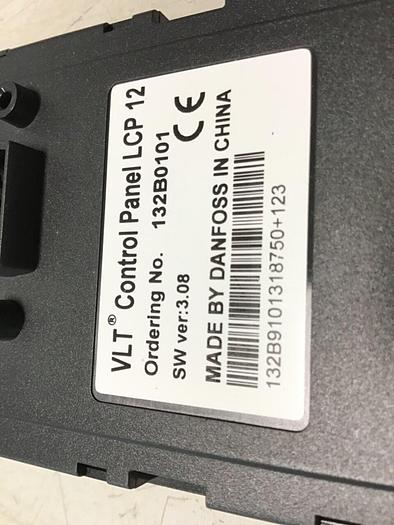 VLT® Control Panel LCP 12
Ordering No. 132B0101
SW ver:3.08 CE
MADE BY DANFOSS IN CHINA
132B9101318750+123